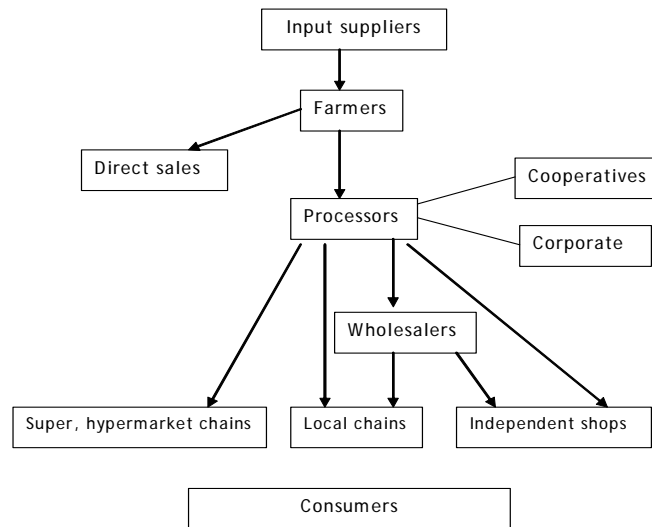 Input suppliers
Farmers
Direct sales
Cooperatives
Processors
Corporate
Wholesalers
Super, hypermarket chains
Local chains
Independent shops
Consumers